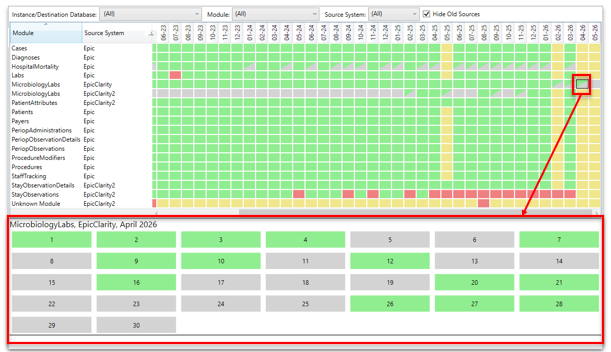 Instance/Destination Database: (All) Module: (All) Source System: (All) Hide Old Sources
Module Source System 06-23 07-23 08-23 09-23 10-23 11-23 12-23 01-24 02-24 03-24 04-24 05-24 06-24 07-24 08-24 09-24 10-24 11-24 12-24 01-25 02-25 03-25 04-25 05-25 06-25 07-25 08-25 09-25 10-25 11-25 12-25 01-26 02-26 03-26 04-26 05-26
Cases Epic
Diagnoses Epic
HospitalMortality Epic
Labs Epic
MicrobiologyLabs EpicClarity
MicrobiologyLabs EpicClarity2
PatientAttributes EpicClarity2
Patients Epic
Payers Epic
PeriopAdministrations Epic
PeriopObservationDetails Epic
PeriopObservations Epic
ProcedureModifiers Epic
Procedures Epic
StaffTracking Epic
StayObservationDetails EpicClarity2
StayObservations EpicClarity2
Unknown Module EpicClarity2
MicrobiologyLabs, EpicClarity, April 2026
1 2 3 4 5 6 7
8 9 10 11 12 13 14
15 16 17 18 19 20 21
22 23 24 25 26 27 28
29 30